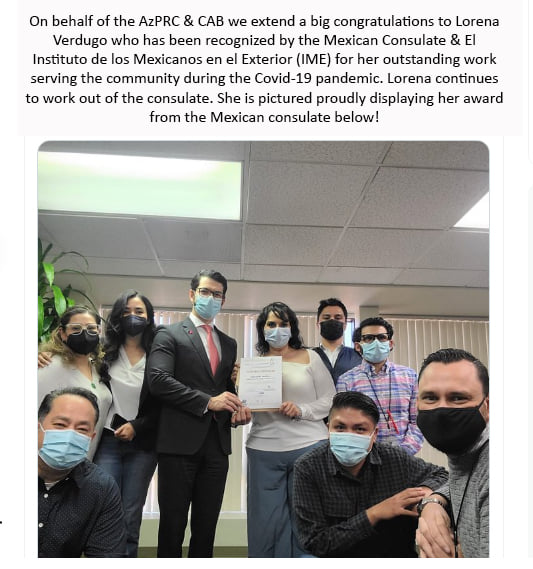 On behalf of the AzPRC & CAB we extend a big congratulations to Lorena
Verdugo who has been recognized by the Mexican Consulate & El
Instituto de los Mexicanos en el Exterior (IME) for her outstanding work
serving the community during the Covid-19 pandemic. Lorena continues
to work out of the consulate. She is pictured proudly displaying her award
from the Mexican consulate below!